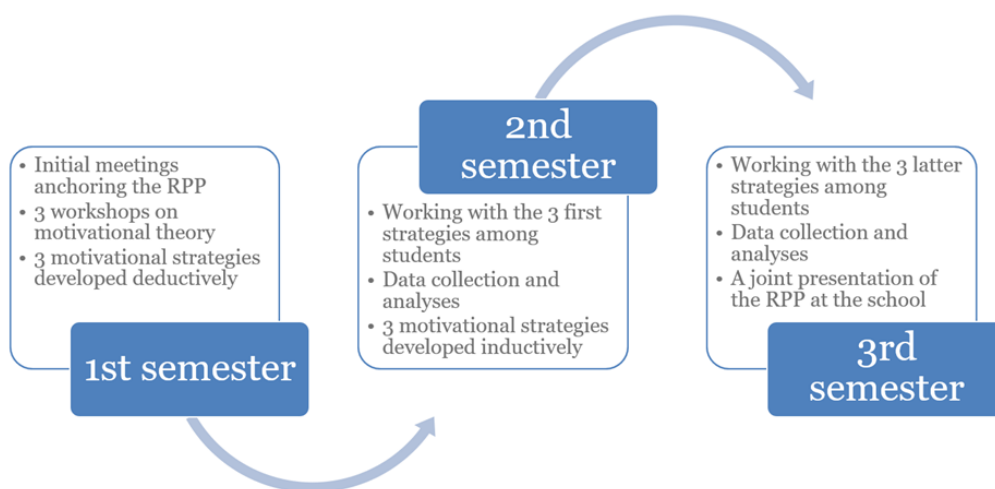 • Initial meetings
anchoring the RPP
• 3 workshops on
motivational theory
• 3 motivational strategies
developed deductively
1st semester
2nd
semester
• Working with the 3 first
strategies among
students
• Data collection and
analyses
• 3 motivational strategies
developed inductively
• Working with the 3 latter
strategies among
students
• Data collection and
analyses
• A joint presentation of
the RPP at the school
3rd
semester